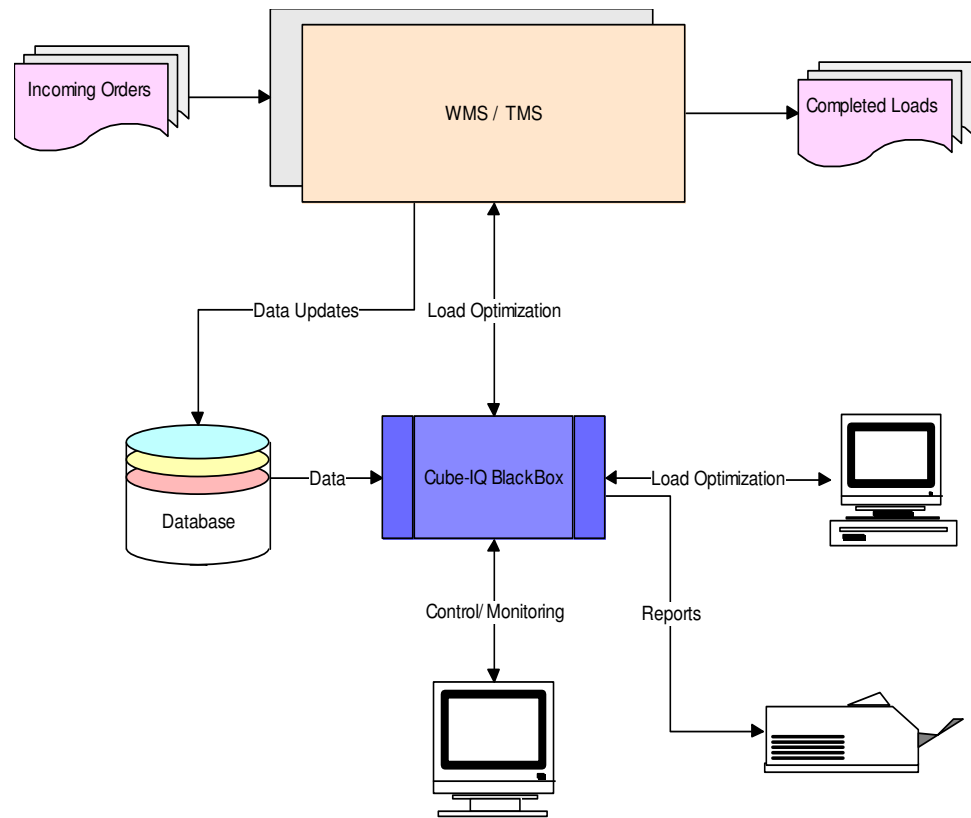 Incoming Orders
WMS / TMS
Completed Loads
Data Updates
Load Optimization
Database
Data
Cube-IQ BlackBox
Load Optimization
Control/ Monitoring
Reports